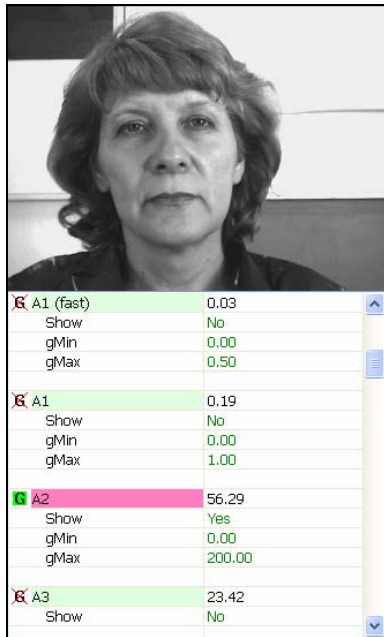 G A1 (fast) 0.03
Show No
gMin 0.00
gMax 0.50
G A1 0.19
Show No
gMin 0.00
gMax 1.00
G A2 56.29
Show Yes
gMin 0.00
gMax 200.00
G A3 23.42
Show No